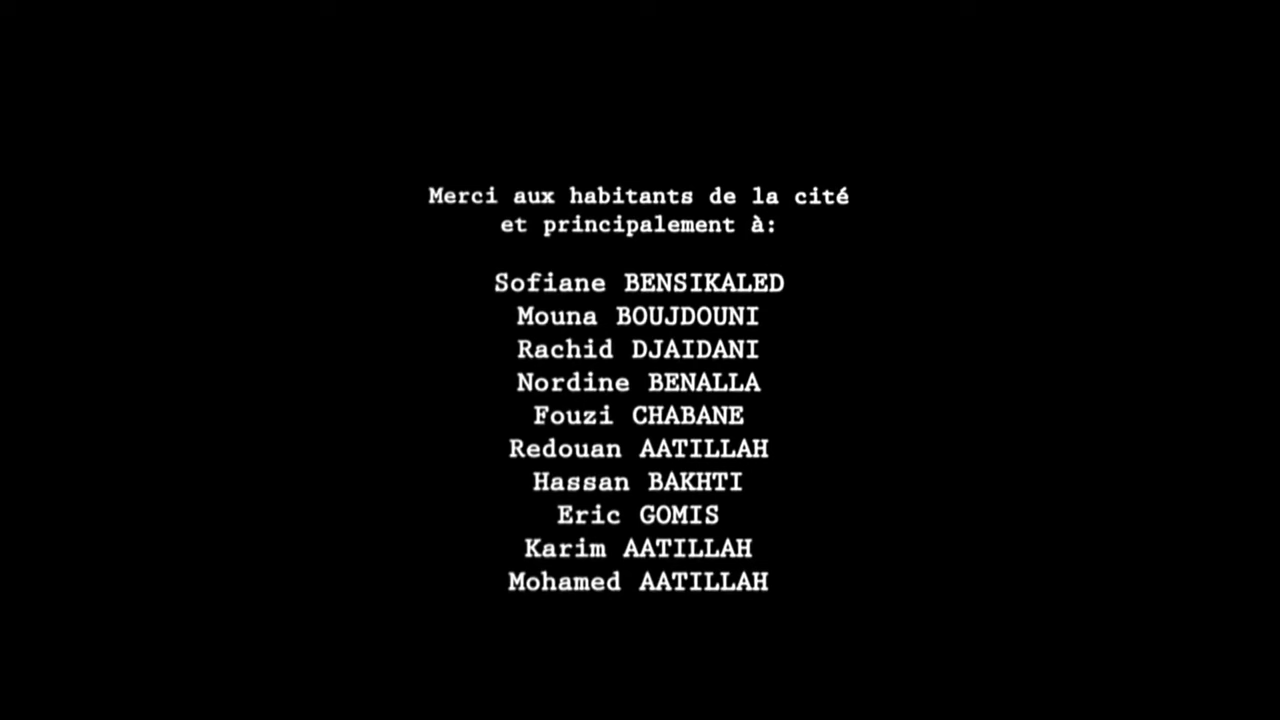 Merci aux habitants de la cité
et principalement à:
Sofiane BENSIKALED
Mouna BOUJDOUNI
Rachid DJAIDANI
Nordine BENALLA
Fouzi CHABANE
Redouan AATILLAH
Hassan BAKHTI
Eric GOMIS
Karim AATILLAH
Mohamed AATILLAH